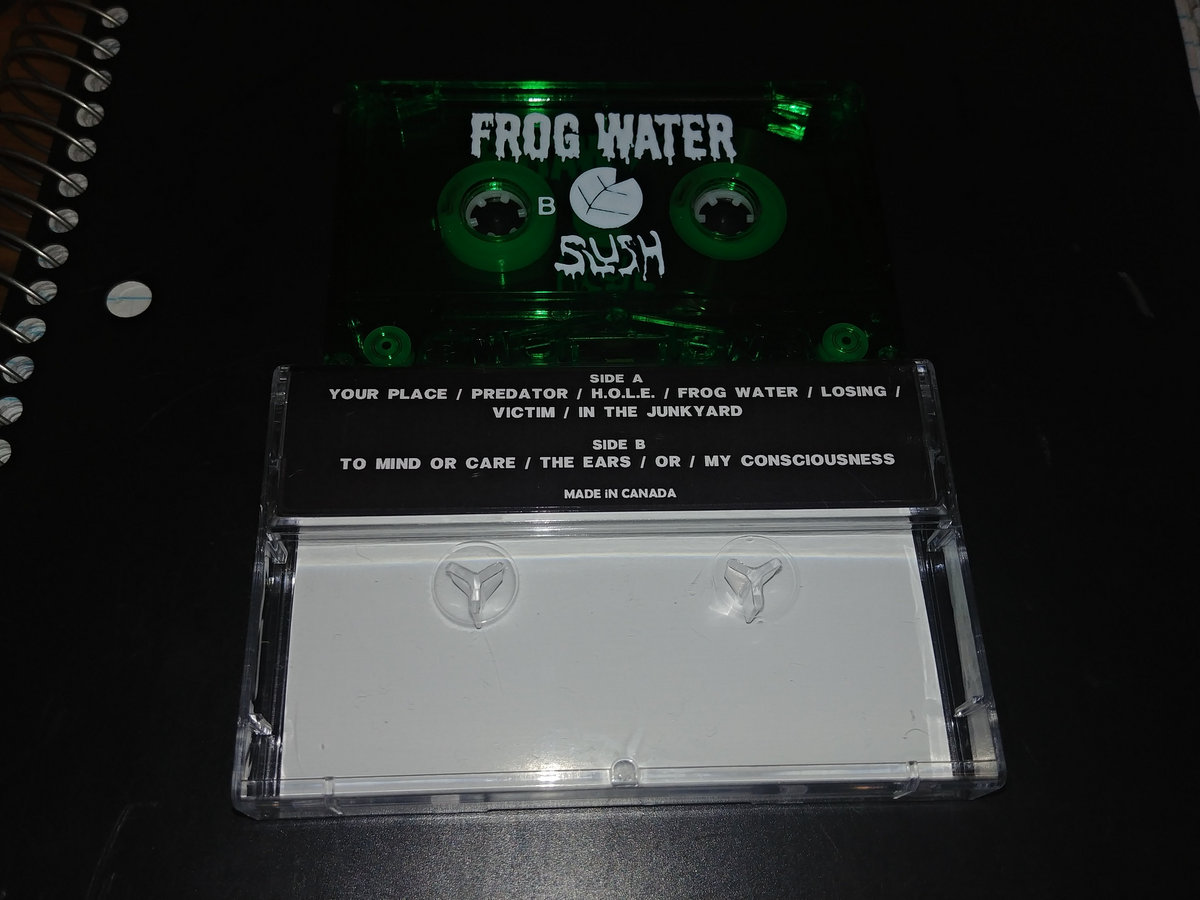 FROG WATER
B
SLUSH
SIDE A
YOUR PLACE / PREDATOR / H.O.L.E. / FROG WATER / LOSING /
VICTIM / IN THE JUNKYARD
SIDE B
TO MIND OR CARE / THE EARS / OR / MY CONSCIOUSNESS
MADE iN CANADA